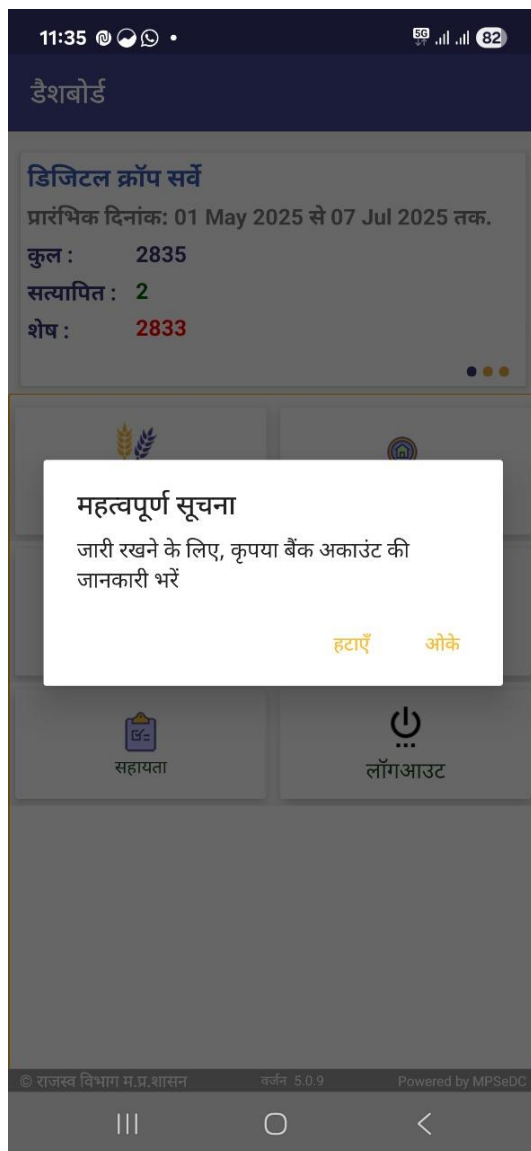 11:35
5G
82
डैशबोर्ड
डिजिटल क्रॉप सर्वे
प्रारंभिक दिनांक: 01 May 2025 से 07 Jul 2025 तक.
कुल : 2835
सत्यापित : 2
शेष : 2833
महत्वपूर्ण सूचना
जारी रखने के लिए, कृपया बैंक अकाउंट की
जानकारी भरें
हटाएँ ओके
सहायता लॉगआउट
© राजस्व विभाग म.प्र.शासन वर्जन 5.0.9 Powered by MPSeDC